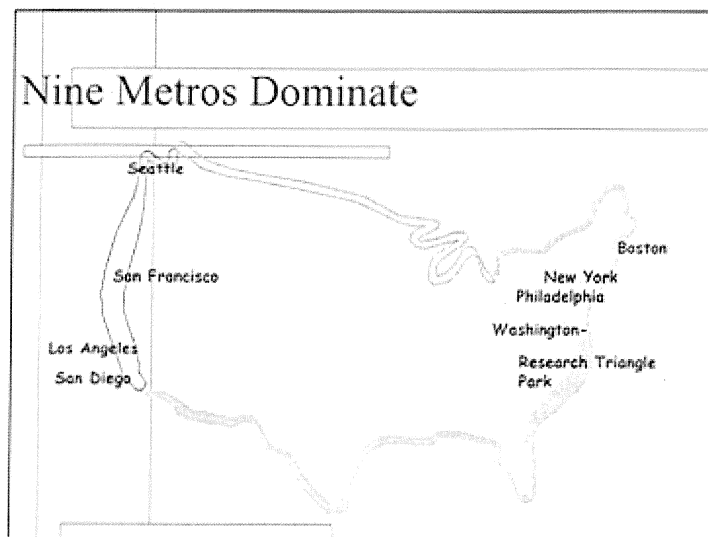 Nine Metros Dominate
Seattle
Boston
San Francisco
New York
Philadelphia
Washington-
Los Angeles
Research Triangle
Park
San Diego